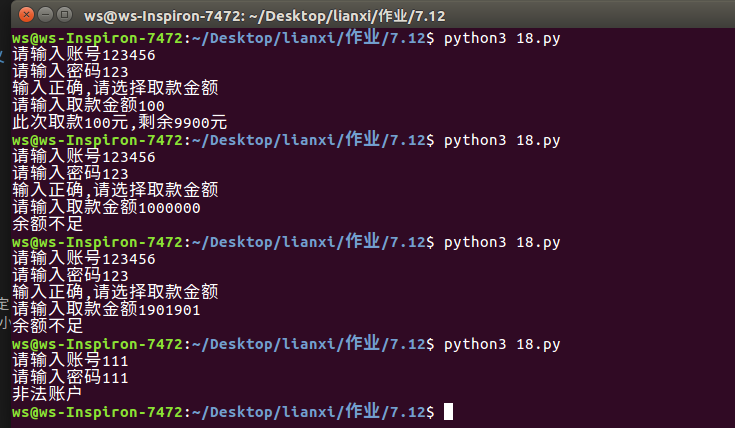 ws@ws-Inspiron-7472: ~/Desktop/lianxi/作业/7.12
ws@ws-Inspiron-7472:~/Desktop/lianxi/作业/7.12$ python3 18.py
请输入账号123456
请输入密码123
输入正确,请选择取款金额
请输入取款金额100
此次取款100元,剩余9900元
ws@ws-Inspiron-7472:~/Desktop/lianxi/作业/7.12$ python3 18.py
请输入账号123456
请输入密码123
输入正确,请选择取款金额
请输入取款金额1000000
余额不足
ws@ws-Inspiron-7472:~/Desktop/lianxi/作业/7.12$ python3 18.py
请输入账号123456
请输入密码123
输入正确,请选择取款金额
请输入取款金额1901901
余额不足
ws@ws-Inspiron-7472:~/Desktop/lianxi/作业/7.12$ python3 18.py
请输入账号111
请输入密码111
非法账户
ws@ws-Inspiron-7472:~/Desktop/lianxi/作业/7.12$
定
小